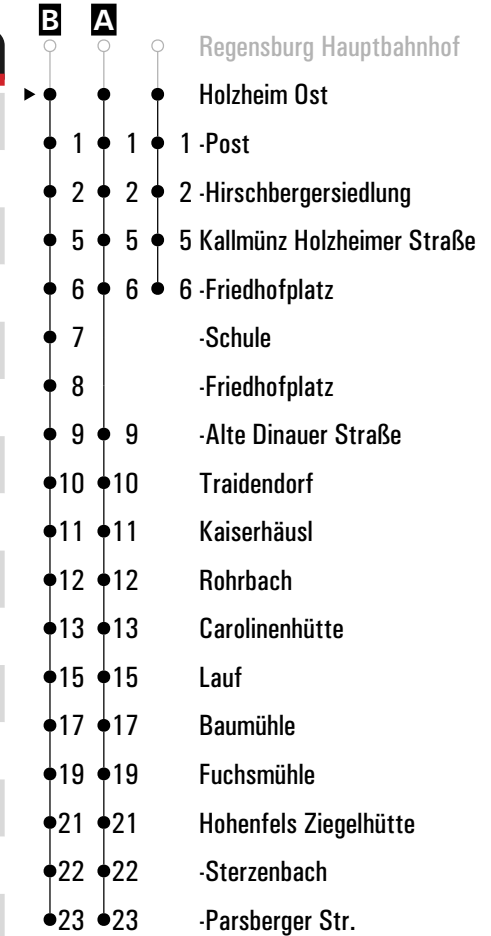 B A
Regensburg Hauptbahnhof
Holzheim Ost
1 1 1 -Post
2 2 2 -Hirschbergersiedlung
5 5 5 Kallmünz Holzheimer Straße
6 6 6 -Friedhofplatz
7 -Schule
8 -Friedhofplatz
9 9 -Alte Dinauer Straße
10 10 Traidendorf
11 11 Kaiserhäusl
12 12 Rohrbach
13 13 Carolinenhütte
15 15 Lauf
17 17 Baumühle
19 19 Fuchsmühle
21 21 Hohenfels Ziegelhütte
22 22 -Sterzenbach
23 23 -Parsberger Str.